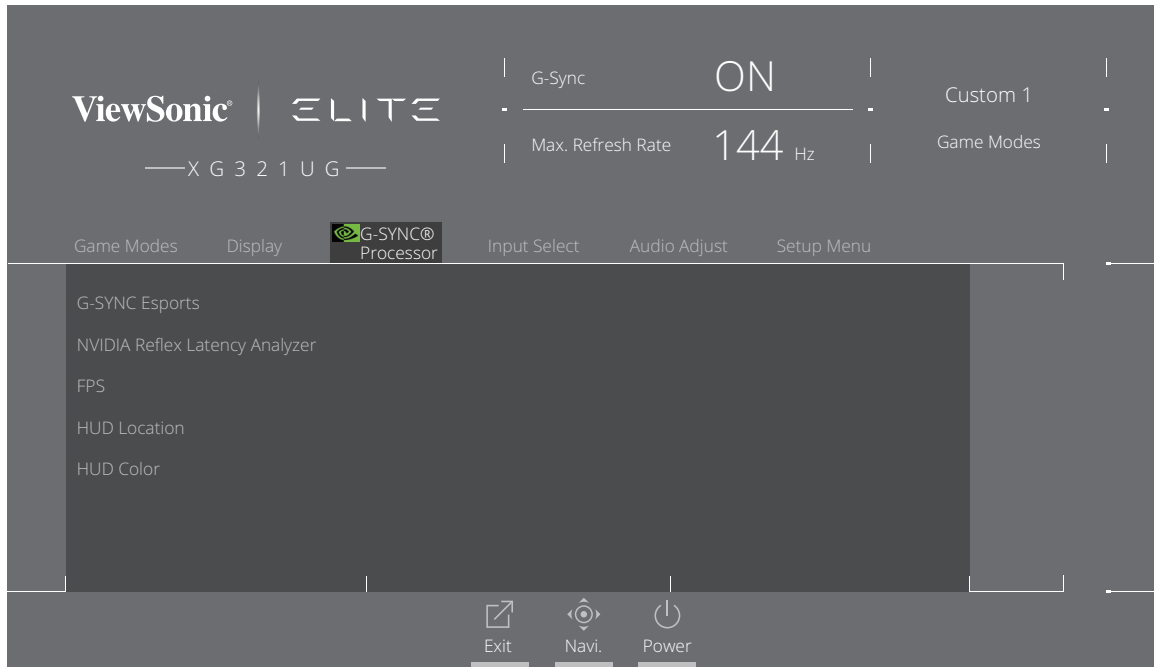 ViewSonic® ELITE
XG321UG
G-Sync ON
Max. Refresh Rate 144 Hz
Custom 1
Game Modes
Game Modes Display G-SYNC® Processor Input Select Audio Adjust Setup Menu
G-SYNC Esports
NVIDIA Reflex Latency Analyzer
FPS
HUD Location
HUD Color
Exit Navi. Power